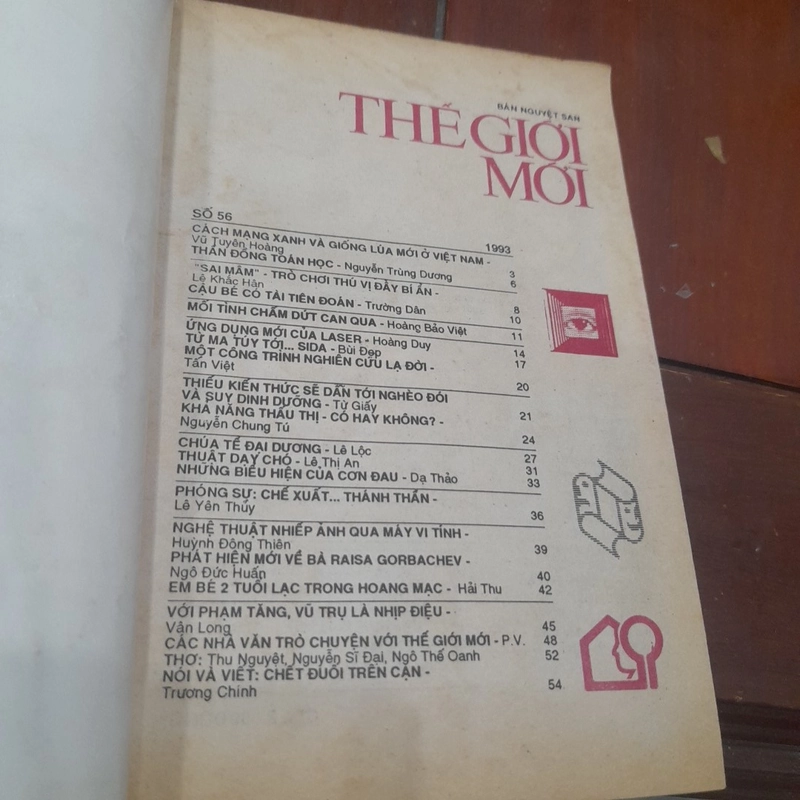 BÁN NGUYỆT SAN
THẾ GIỚI
MỚI
SỐ 56 1993
CÁCH MẠNG XANH VÀ GIỐNG LÚA MỚI Ở VIỆT NAM -
Vũ Tuyên Hoàng 3
THẦN ĐỒNG TOÁN HỌC - Nguyễn Trùng Dương 6
"SAI MÂM" - TRÒ CHƠI THÚ VỊ ĐẦY BÍ ẨN -
Lê Khắc Hân 8
CẬU BÉ CÓ TÀI TIÊN ĐOÁN - Trường Dân 10
MỐI TÌNH CHẤM DỨT CAN QUA - Hoàng Bảo Việt 11
ỨNG DỤNG MỚI CỦA LASER - Hoàng Duy 14
TỪ MA TÚY TỚI... SIDA - Bùi Đẹp 17
MỘT CÔNG TRÌNH NGHIÊN CỨU LẠ ĐỜI -
Tấn Việt 20
THIẾU KIẾN THỨC SẼ DẪN TỚI NGHÈO ĐÓI
VÀ SUY DINH DƯỠNG - Từ Giấy 21
KHẢ NĂNG THẤU THỊ - CÓ HAY KHÔNG? -
Nguyễn Chung Tú 24
CHÚA TỂ ĐẠI DƯƠNG - Lê Lộc 27
THUẬT DẠY CHÓ - Lê Thị An 31
NHỮNG BIỂU HIỆN CỦA CƠN ĐAU - Dạ Thảo 33
PHÓNG SỰ: CHẾ XUẤT... THÁNH THẦN -
Lê Yên Thúy 36
NGHỆ THUẬT NHIẾP ẢNH QUA MÁY VI TÍNH -
Huỳnh Đông Thiên 39
PHÁT HIỆN MỚI VỀ BÀ RAISA GORBACHEV -
Ngô Đức Huấn 40
EM BÉ 2 TUỔI LẠC TRONG HOANG MẠC - Hải Thu 42
VỚI PHẠM TĂNG, VŨ TRỤ LÀ NHỊP ĐIỆU -
Vân Long 45
CÁC NHÀ VĂN TRÒ CHUYỆN VỚI THẾ GIỚI MỚI - P.V. 48
THƠ: Thu Nguyệt, Nguyễn Sĩ Đại, Ngô Thế Oanh 52
NÓI VÀ VIẾT: CHẾT ĐUỐI TRÊN CẠN -
Trương Chính 54